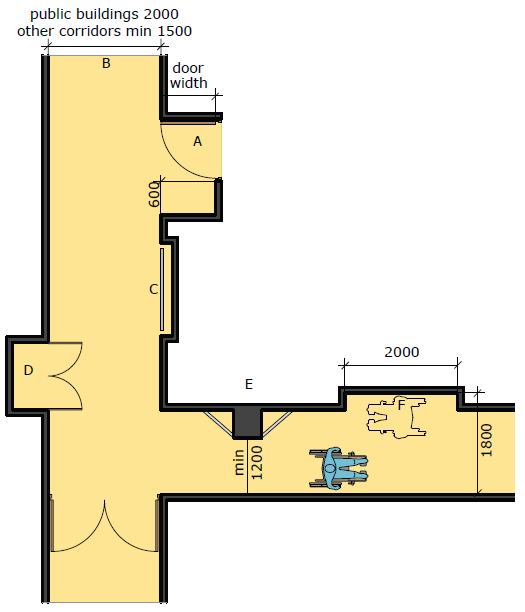 public buildings 2000
other corridors min 1500
B
door
width
A
600
C
2000
D
E
F
1800
min
1200